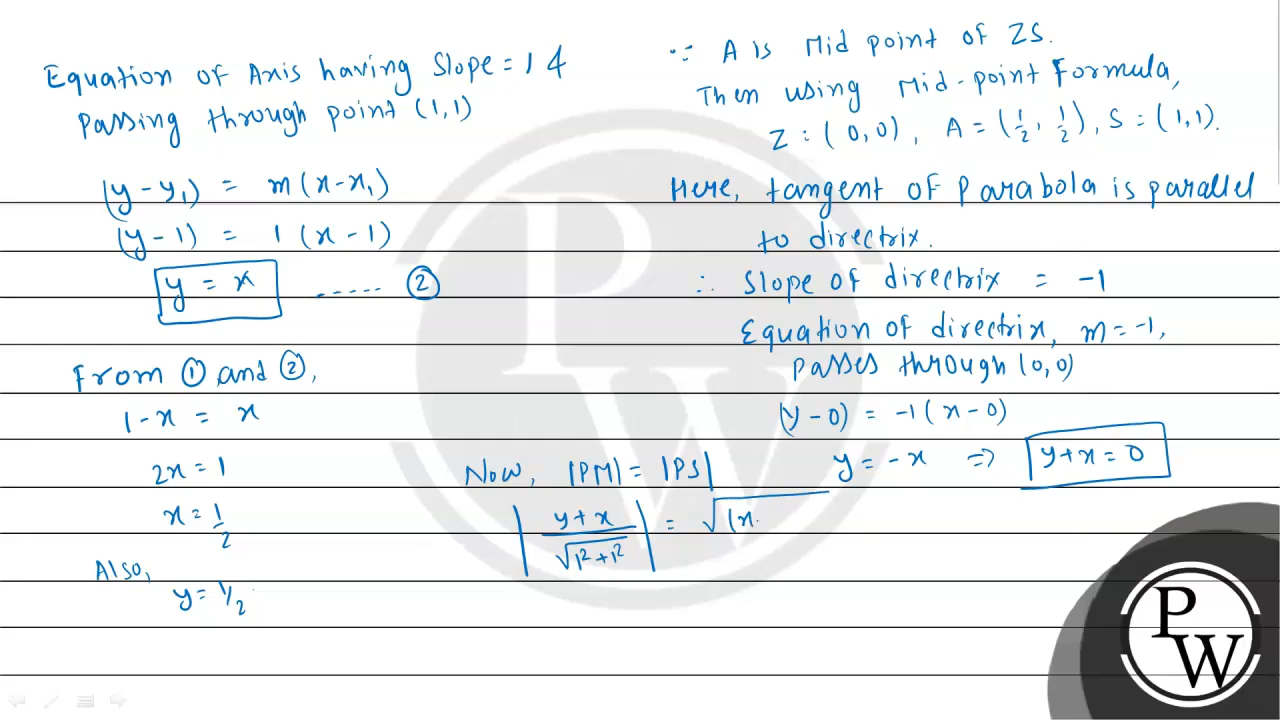 Equation of Axis having slope = 1 &
passing through point (1,1)
(y - y₁) = m(x - x₁)
(y - 1) = 1 (x - 1)
y = x ...... ②
From ① and ②,
1 - x = x
2x = 1
x = 1/2
Also,
y = 1/2
∵ A is Mid point of ZS.
Then using Mid-point Formula,
Z = (0,0), A = (1/2, 1/2), S = (1,1).
Here, tangent of parabola is parallel
to directrix.
∴ Slope of directrix = -1
Equation of directrix, m = -1,
passes through (0,0)
(y - 0) = -1 (x - 0)
y = -x ⇒ y + x = 0
Now, |PM| = |PS|
|(y + x)/√(1² + 1²)| = √(x
PW
PW